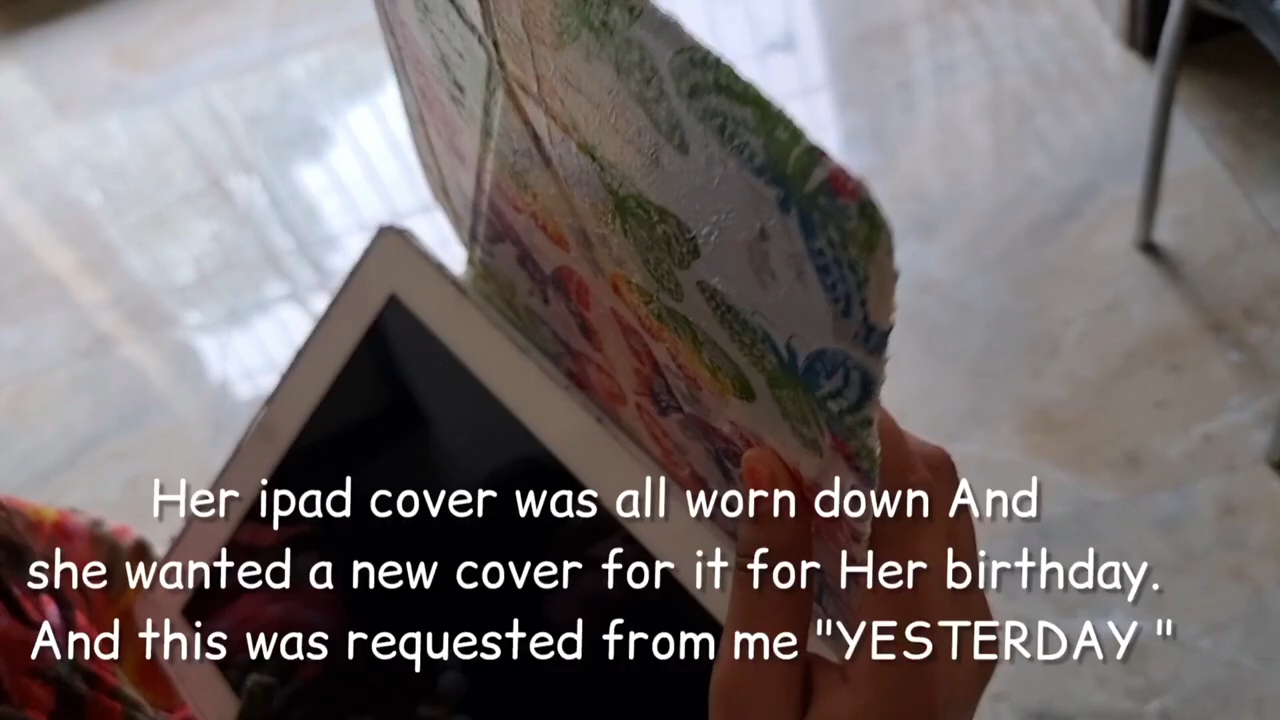 Her ipad cover was all worn down And
she wanted a new cover for it for Her birthday.
And this was requested from me "YESTERDAY "